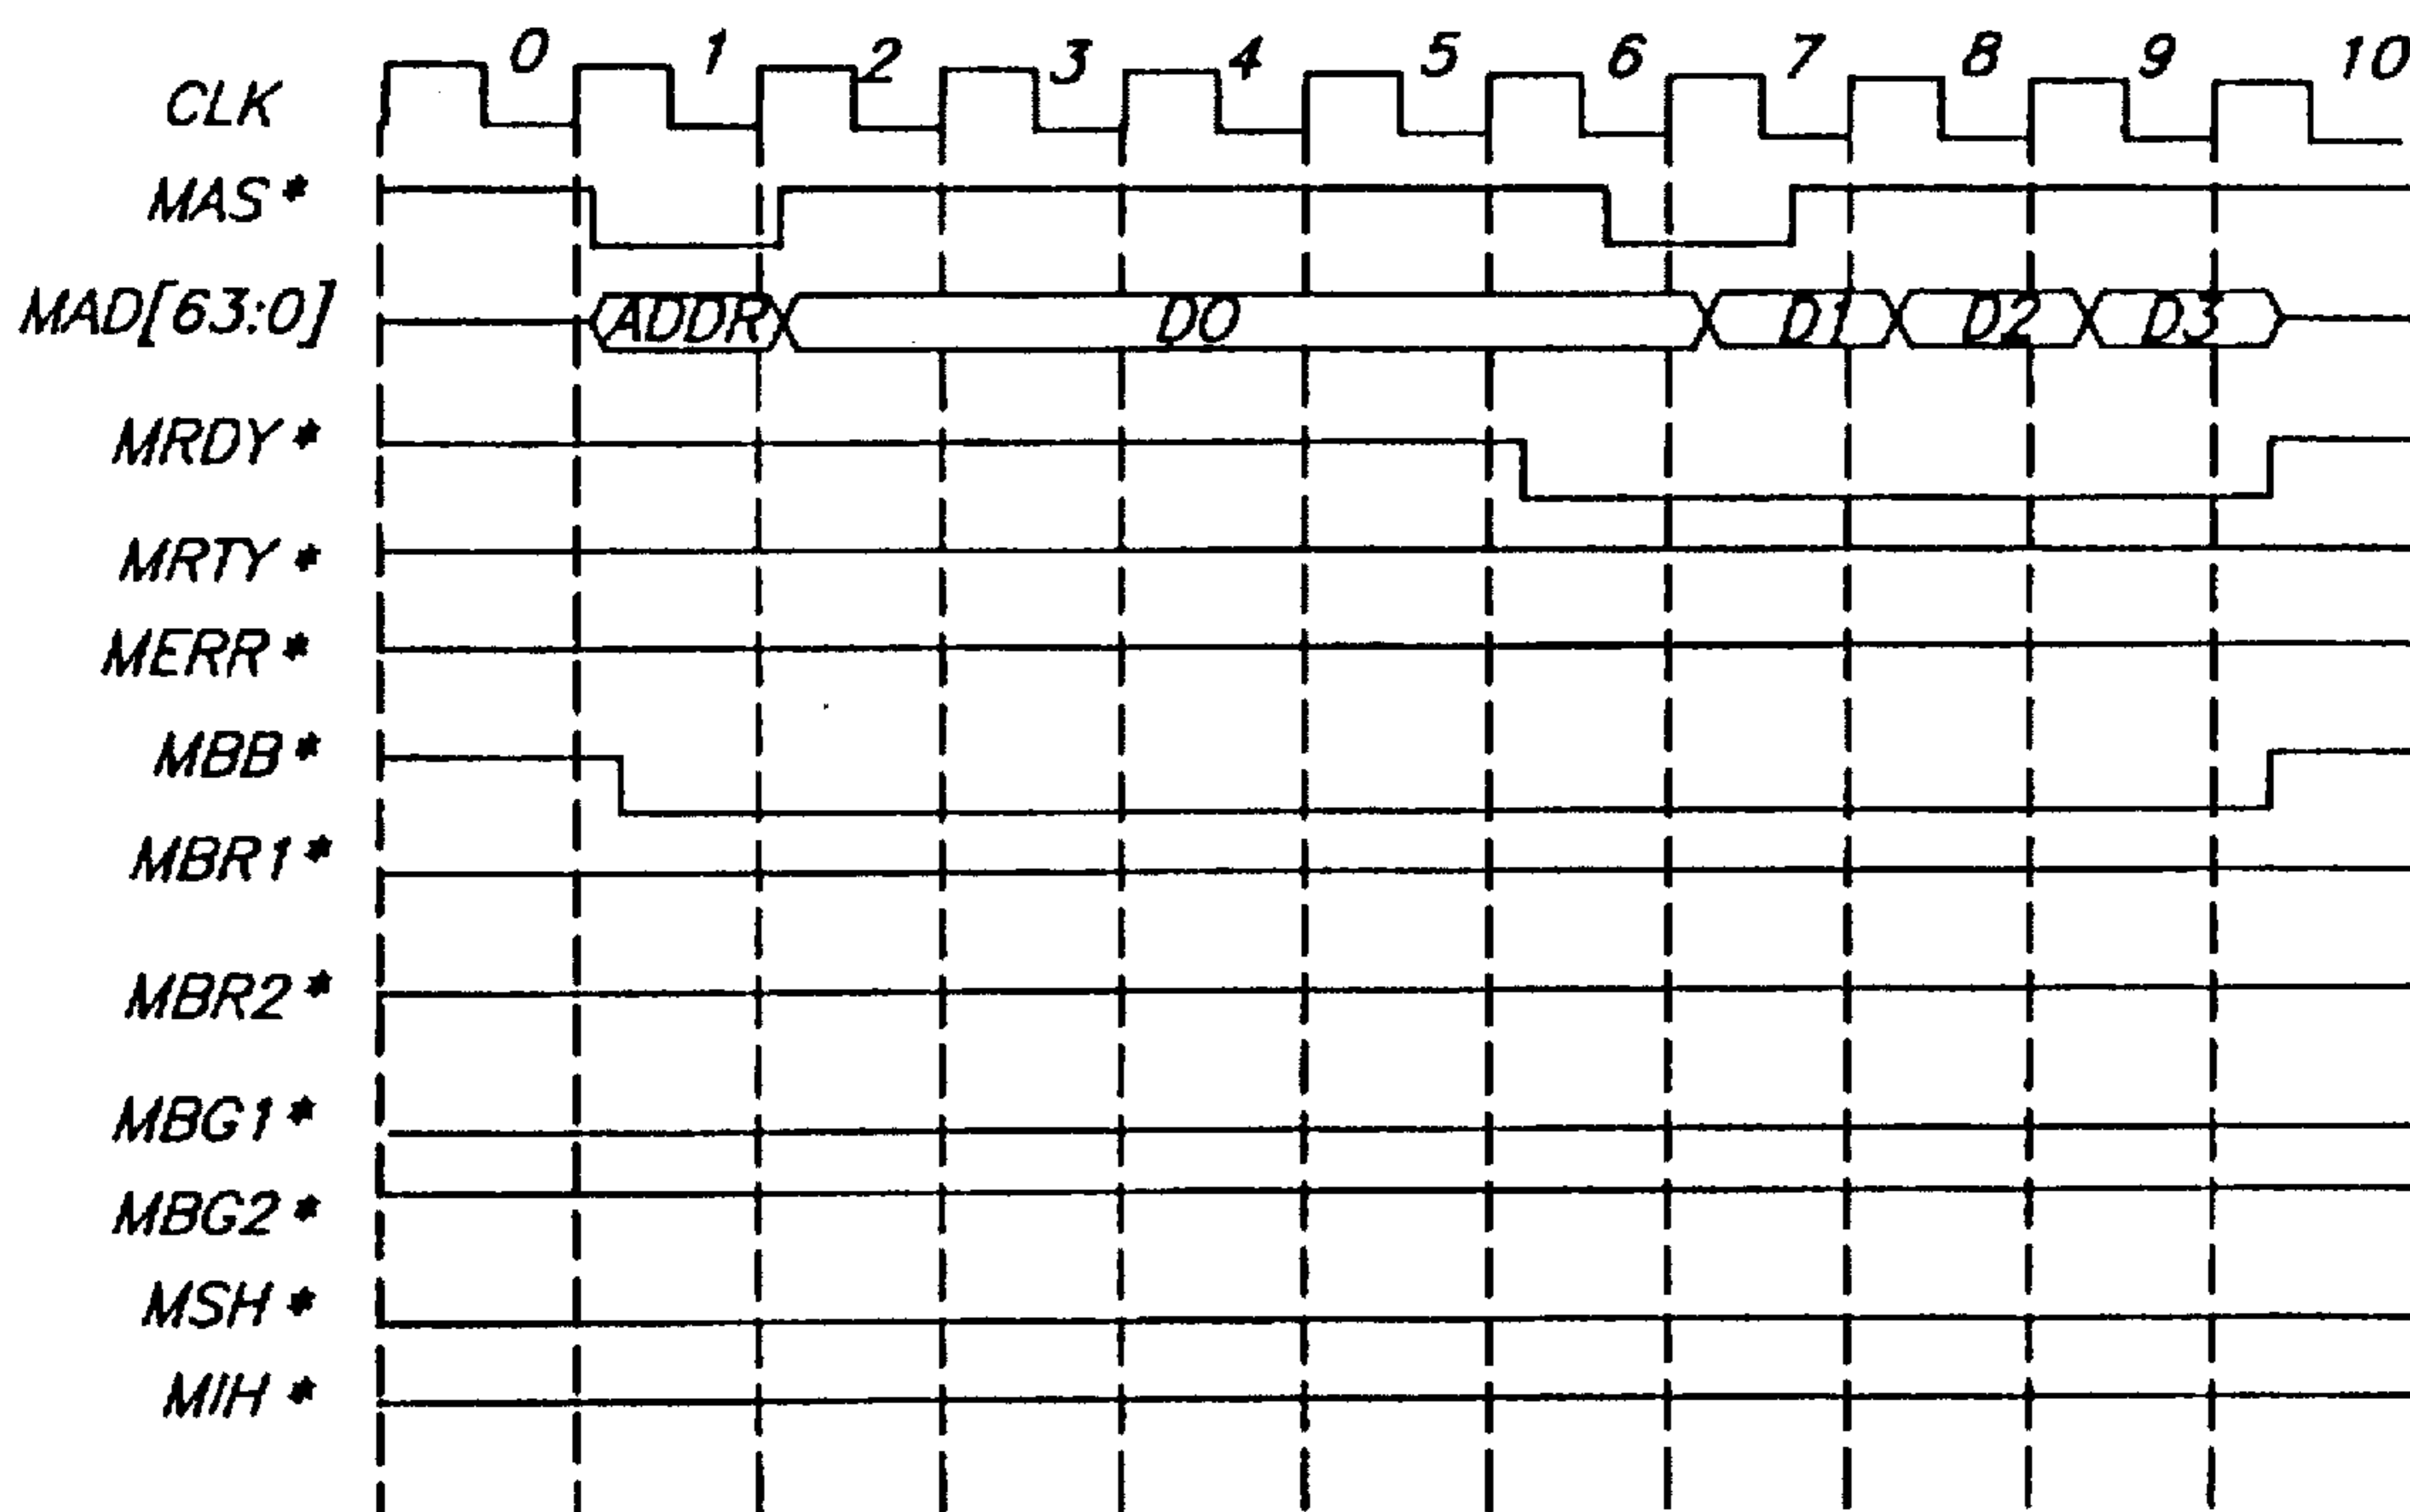 0 1 2 3 4 5 6 7 8 9 10
CLK
MAS*
MAD[63:0] ADDR D0 D1 D2 D3
MRDY*
MRTY*
MERR*
MBB*
MBR1*
MBR2*
MBG1*
MBG2*
MSH*
MIH*